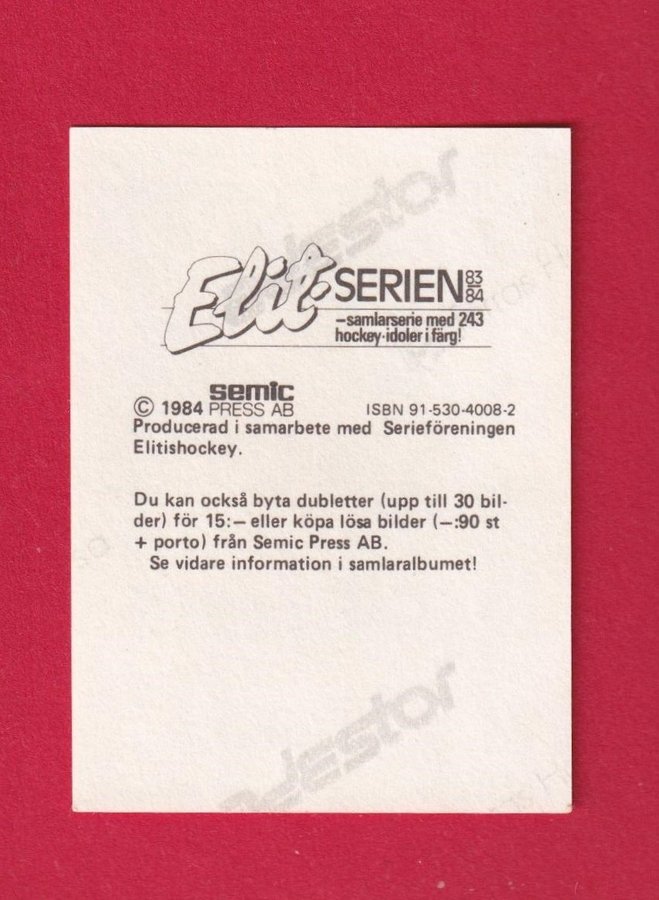 Elit-SERIEN 83/84
–samlarserie med 243
hockey-idoler i färg!
© 1984 semic PRESS AB ISBN 91-530-4008-2
Producerad i samarbete med Serieföreningen
Elitishockey.
Du kan också byta dubletter (upp till 30 bil-
der) för 15:— eller köpa lösa bilder (—:90 st
+ porto) från Semic Press AB.
Se vidare information i samlaralbumet!